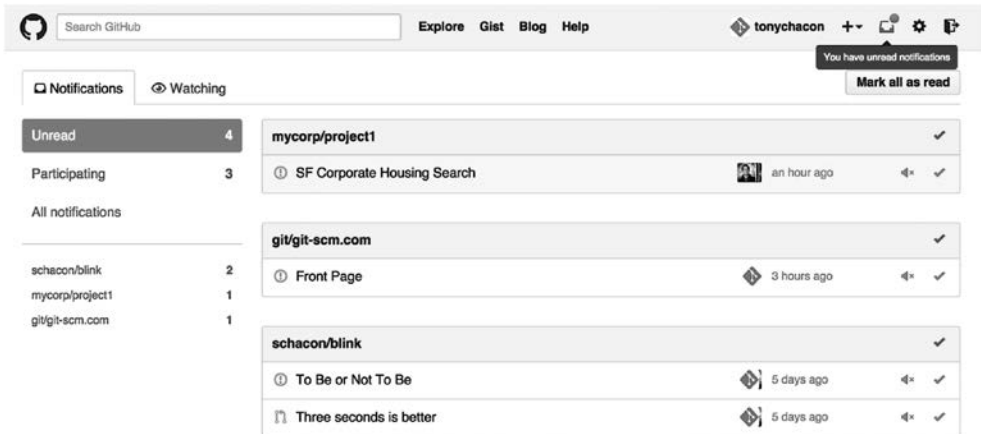 Search GitHub Explore Gist Blog Help tonychacon
You have unread notifications
Notifications Watching Mark all as read
Unread 4
Participating 3
All notifications
schacon/blink 2
mycorp/project1 1
git/git-scm.com 1
mycorp/project1
SF Corporate Housing Search an hour ago
git/git-scm.com
Front Page 3 hours ago
schacon/blink
To Be or Not To Be 5 days ago
Three seconds is better 5 days ago